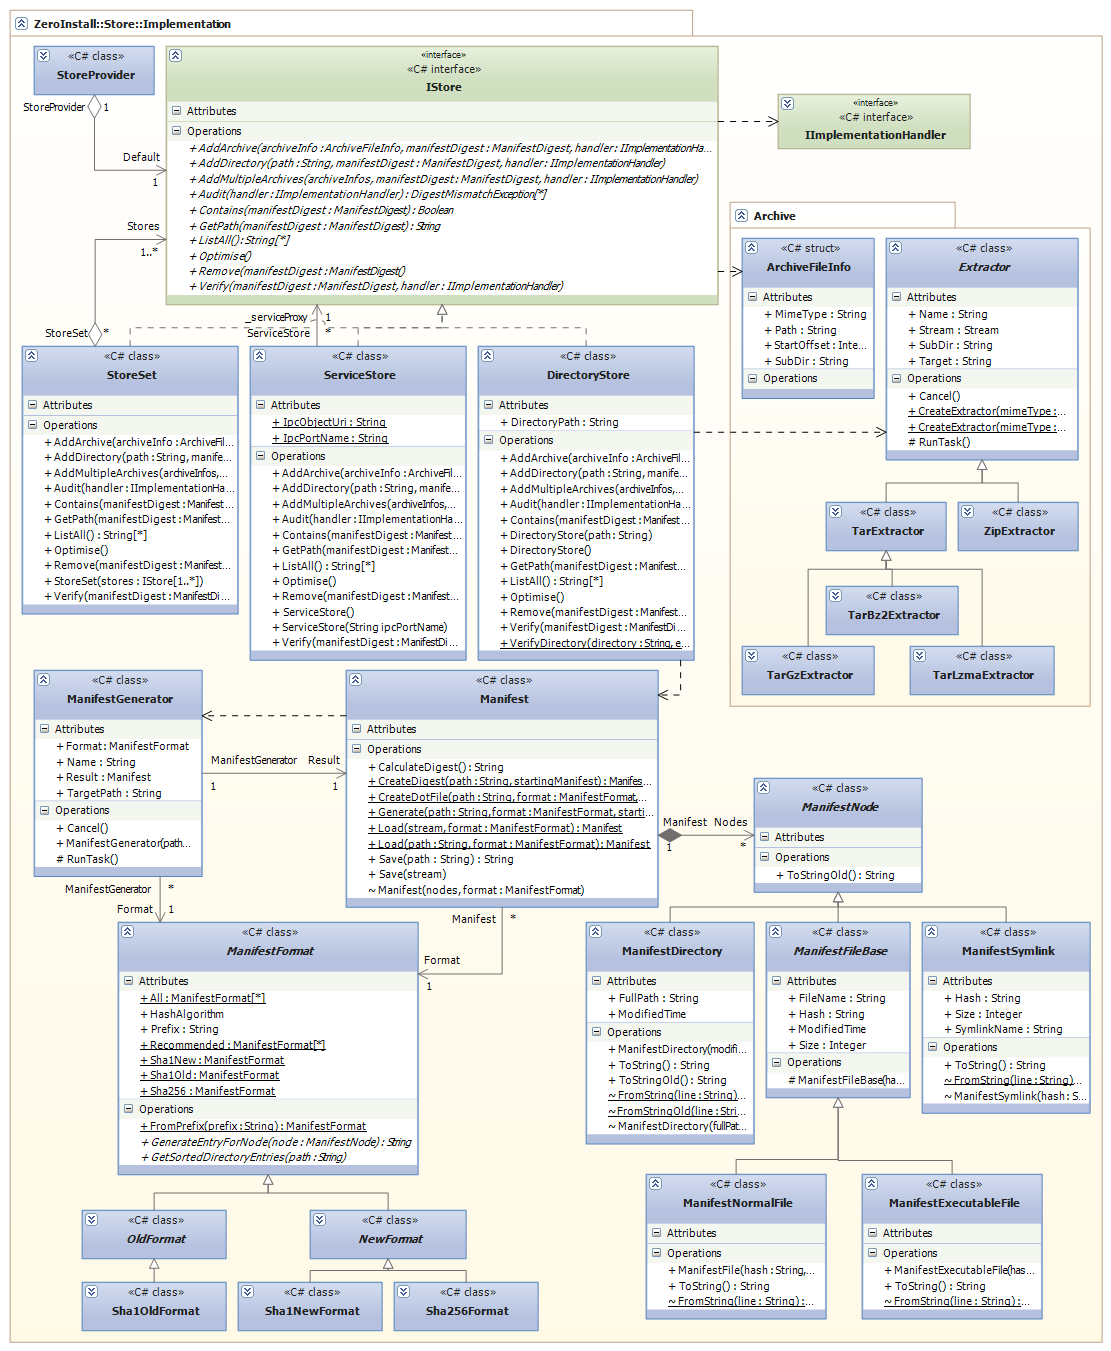 ZeroInstall::Store::Implementation
«C# class»
StoreProvider
StoreProvider
1
Default
1
«interface»
«C# interface»
IStore
Attributes
Operations
+ AddArchive(archiveInfo : ArchiveFileInfo, manifestDigest : ManifestDigest, handler : IImplementationHa...
+ AddDirectory(path : String, manifestDigest : ManifestDigest, handler : IImplementationHandler)
+ AddMultipleArchives(archiveInfos, manifestDigest : ManifestDigest, handler : IImplementationHandler)
+ Audit(handler : IImplementationHandler) : DigestMismatchException[*]
+ Contains(manifestDigest : ManifestDigest) : Boolean
+ GetPath(manifestDigest : ManifestDigest) : String
+ ListAll() : String[*]
+ Optimise()
+ Remove(manifestDigest : ManifestDigest()
+ Verify(manifestDigest : ManifestDigest, handler : IImplementationHandler)
«interface»
«C# interface»
IImplementationHandler
Stores
1..*
StoreSet
*
_serviceProxy
1
ServiceStore
*
Archive
«C# struct»
ArchiveFileInfo
Attributes
+ MimeType : String
+ Path : String
+ StartOffset : Inte...
+ SubDir : String
Operations
«C# class»
Extractor
Attributes
+ Name : String
+ Stream : Stream
+ SubDir : String
+ Target : String
Operations
+ Cancel()
+ CreateExtractor(mimeType :...
+ CreateExtractor(mimeType :...
# RunTask()
«C# class»
TarExtractor
«C# class»
ZipExtractor
«C# class»
TarBz2Extractor
«C# class»
TarGzExtractor
«C# class»
TarLzmaExtractor
«C# class»
StoreSet
Attributes
Operations
+ AddArchive(archiveInfo : ArchiveFil...
+ AddDirectory(path : String, manifest...
+ AddMultipleArchives(archiveInfos,...
+ Audit(handler : IImplementationHa...
+ Contains(manifestDigest : Manifest...
+ GetPath(manifestDigest : Manifest...
+ ListAll() : String[*]
+ Optimise()
+ Remove(manifestDigest : Manifest...
+ StoreSet(stores : IStore[1..*])
+ Verify(manifestDigest : ManifestDi...
«C# class»
ServiceStore
Attributes
+ IpcObjectUri : String
+ IpcPortName : String
Operations
+ AddArchive(archiveInfo : ArchiveFil...
+ AddDirectory(path : String, manife...
+ AddMultipleArchives(archiveInfos,...
+ Audit(handler : IImplementationHa...
+ Contains(manifestDigest : Manifest...
+ GetPath(manifestDigest : Manifest...
+ ListAll() : String[*]
+ Optimise()
+ Remove(manifestDigest : Manifest...
+ ServiceStore()
+ ServiceStore(String ipcPortName)
+ Verify(manifestDigest : ManifestDi...
«C# class»
DirectoryStore
Attributes
+ DirectoryPath : String
Operations
+ AddArchive(archiveInfo : ArchiveFil...
+ AddDirectory(path : String, manife...
+ AddMultipleArchives(archiveInfos,...
+ Audit(handler : IImplementationHa...
+ Contains(manifestDigest : Manifest...
+ DirectoryStore(path : String)
+ DirectoryStore()
+ GetPath(manifestDigest : Manifest...
+ ListAll() : String[*]
+ Optimise()
+ Remove(manifestDigest : Manifest...
+ Verify(manifestDigest : ManifestDi...
+ VerifyDirectory(directory : String, e...
«C# class»
ManifestGenerator
Attributes
+ Format : ManifestFormat
+ Name : String
+ Result : Manifest
+ TargetPath : String
Operations
+ Cancel()
+ ManifestGenerator(path...
# RunTask()
ManifestGenerator
1
Result
1
«C# class»
Manifest
Attributes
Operations
+ CalculateDigest() : String
+ CreateDigest(path : String, startingManifest) : Manifes...
+ CreateDotFile(path : String, format : ManifestFormat,...
+ Generate(path : String, format : ManifestFormat, starti...
+ Load(stream, format : ManifestFormat) : Manifest
+ Load(path : String, format : ManifestFormat) : Manifest
+ Save(path : String) : String
+ Save(stream)
~ Manifest(nodes, format : ManifestFormat)
Manifest
1
Nodes
*
«C# class»
ManifestNode
Attributes
Operations
+ ToStringOld() : String
ManifestGenerator
*
Format
1
Manifest
*
Format
1
«C# class»
ManifestFormat
Attributes
+ All : ManifestFormat[*]
+ HashAlgorithm
+ Prefix : String
+ Recommended : ManifestFormat[*]
+ Sha1New : ManifestFormat
+ Sha1Old : ManifestFormat
+ Sha256 : ManifestFormat
Operations
+ FromPrefix(prefix : String) : ManifestFormat
+ GenerateEntryForNode(node : ManifestNode) : String
+ GetSortedDirectoryEntries(path : String)
«C# class»
ManifestDirectory
Attributes
+ FullPath : String
+ ModifiedTime
Operations
+ ManifestDirectory(modifi...
+ ToString() : String
+ ToStringOld() : String
~ FromString(line : String)...
~ FromStringOld(line : Stri...
~ ManifestDirectory(fullPat...
«C# class»
ManifestFileBase
Attributes
+ FileName : String
+ Hash : String
+ ModifiedTime
+ Size : Integer
Operations
# ManifestFileBase(ha...
«C# class»
ManifestSymlink
Attributes
+ Hash : String
+ Size : Integer
+ SymlinkName : String
Operations
+ ToString() : String
~ FromString(line : String)...
~ ManifestSymlink(hash : S...
«C# class»
OldFormat
«C# class»
NewFormat
«C# class»
Sha1OldFormat
«C# class»
Sha1NewFormat
«C# class»
Sha256Format
«C# class»
ManifestNormalFile
Attributes
Operations
+ ManifestFile(hash : String,...
+ ToString() : String
~ FromString(line : String) :...
«C# class»
ManifestExecutableFile
Attributes
Operations
+ ManifestExecutableFile(has...
+ ToString() : String
~ FromString(line : String) :...